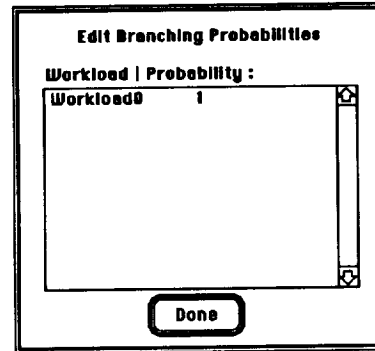 Edit Branching Probabilities
Workload | Probability :
Workload0 1
Done